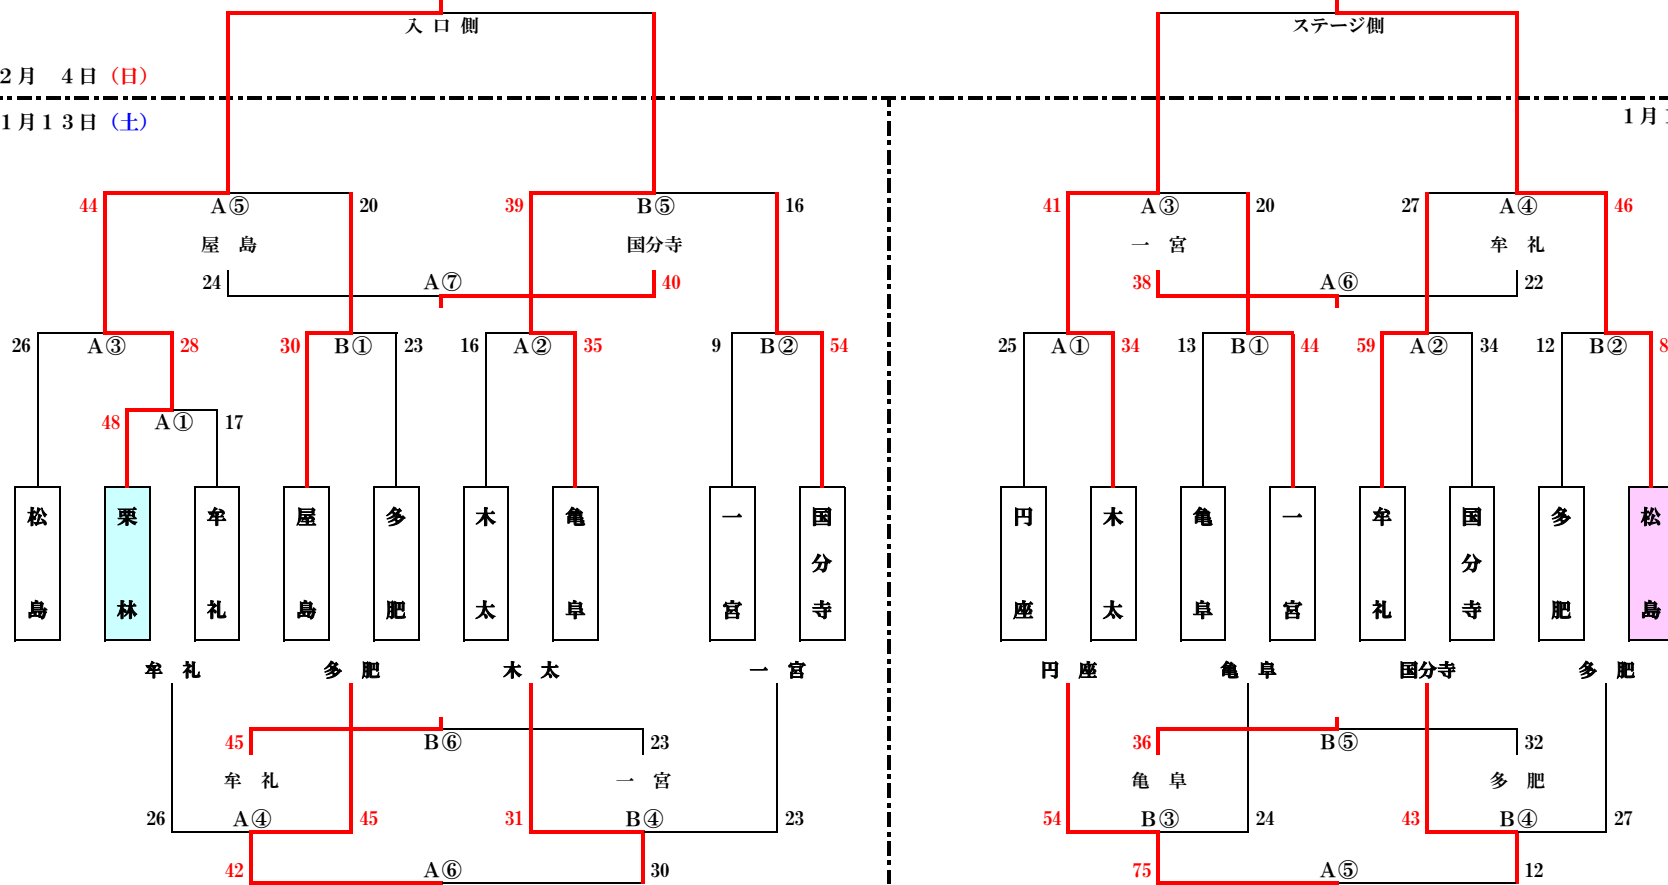 入口側 ステージ側
2月 4日（日）
1月13日（土） 1月1
44 A⑤ 20 39 B⑤ 16 41 A③ 20 27 A④ 46
屋島 国分寺 一宮 牟礼
24 A⑦ 40 38 A⑥ 22
26 A③ 28 30 B① 23 16 A② 35 9 B② 54 25 A① 34 13 B① 44 59 A② 34 12 B② 8
48 A① 17
松島 栗林 牟礼 屋島 多肥 木太 亀阜 一宮 国分寺 円座 木太 亀阜 一宮 牟礼 国分寺 多肥 松島
牟礼 多肥 木太 一宮 円座 亀阜 国分寺 多肥
45 B⑥ 23 36 B⑤ 32
牟礼 一宮 亀阜 多肥
26 A④ 45 31 B④ 23 54 B③ 24 43 B④ 27
42 A⑥ 30 75 A⑤ 12